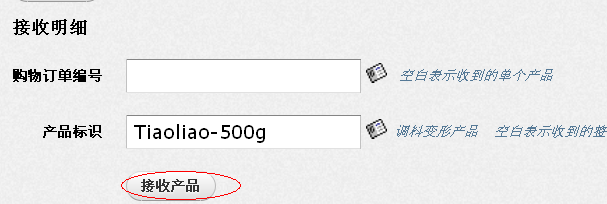 接收明细
购物订单编号 空白表示收到的单个产品
产品标识 Tiaoliao-500g 调料变形产品 空白表示收到的整
接收产品